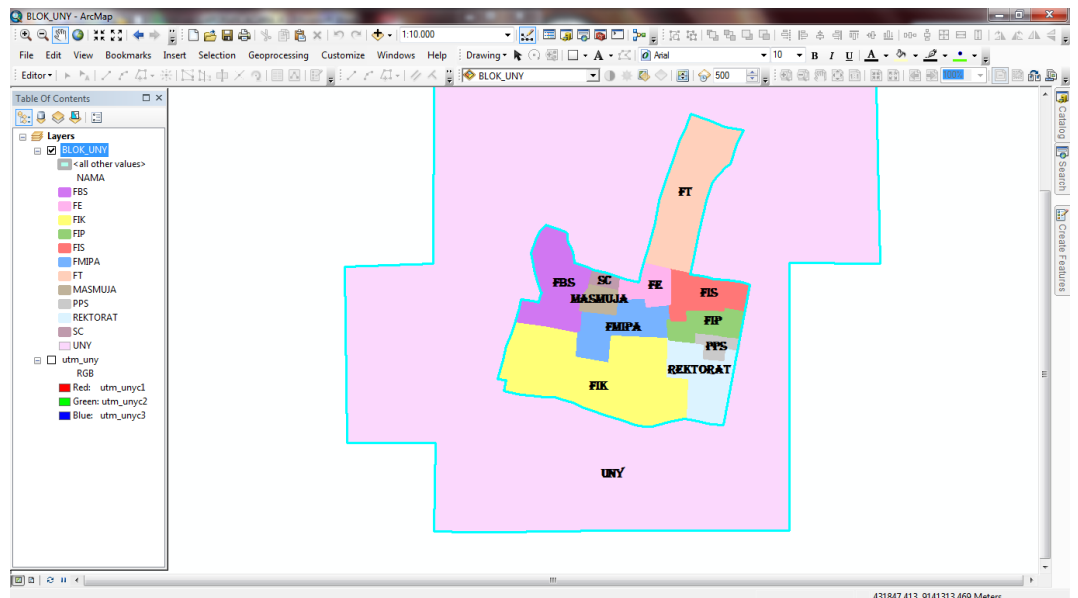 BLOK_UNY - ArcMap
1:10.000
File Edit View Bookmarks Insert Selection Geoprocessing Customize Windows Help Drawing Arial 10 B I U A
Editor BLOK_UNY 500 100%
Table Of Contents
Layers
BLOK_UNY
<all other values>
NAMA
FBS
FE
FIK
FIP
FIS
FMIPA
FT
MASMUJA
PPS
REKTORAT
SC
UNY
utm_uny
RGB
Red: utm_unyc1
Green: utm_unyc2
Blue: utm_unyc3
FT
FBS SC FE FIS
MASMUJA
FMIPA FIP
PPS
REKTORAT
FIK
UNY
Catalog
Search
Create Features
431847,413 9141313,469 Meters